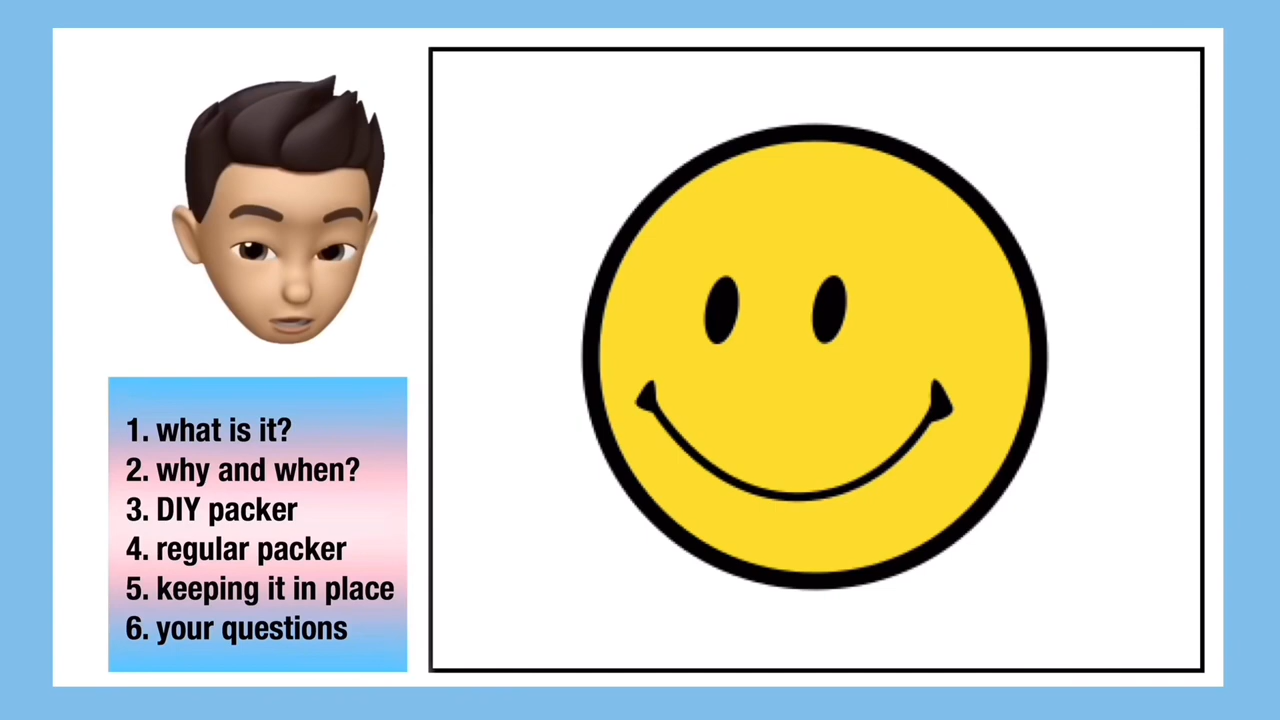 1. what is it?
2. why and when?
3. DIY packer
4. regular packer
5. keeping it in place
6. your questions